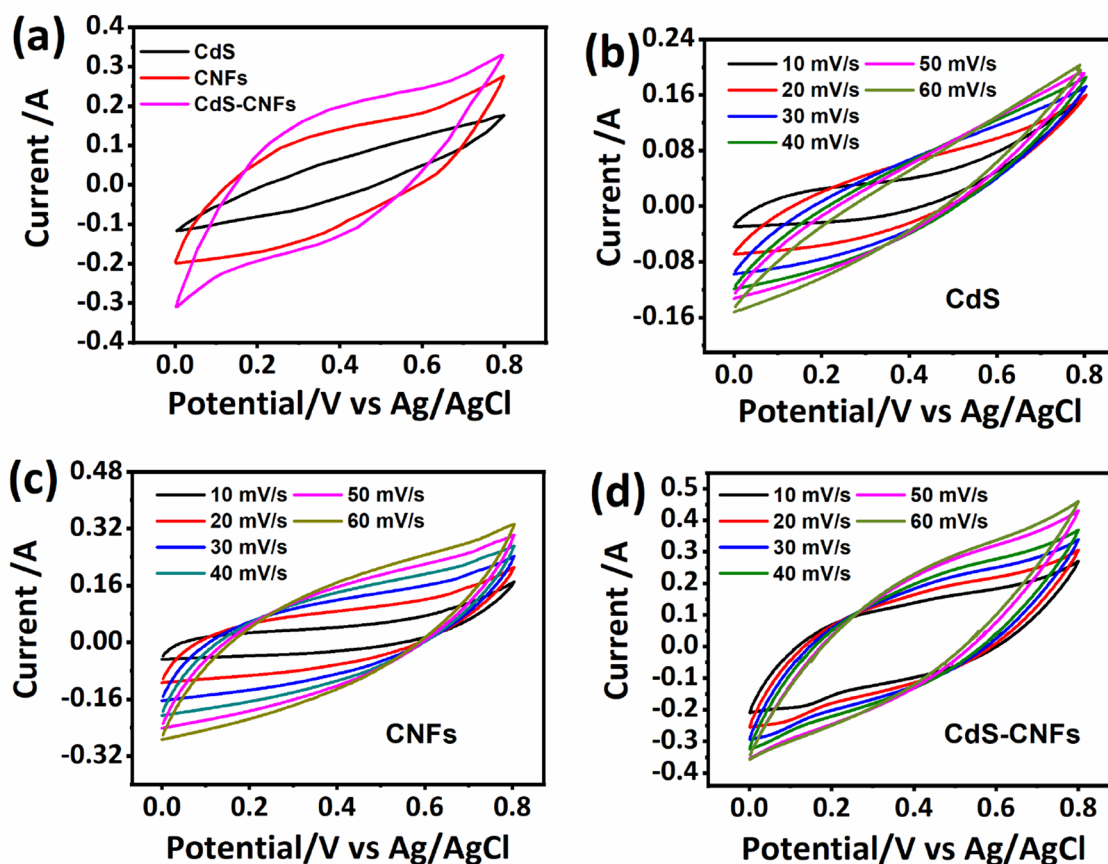 (a)
CdS
CNFs
CdS-CNFs
0.4
0.3
0.2
0.1
0.0
-0.1
-0.2
-0.3
-0.4
Current /A
0.0 0.2 0.4 0.6 0.8
Potential/V vs Ag/AgCl
(b)
10 mV/s 50 mV/s
20 mV/s 60 mV/s
30 mV/s
40 mV/s
0.24
0.16
0.08
0.00
-0.08
-0.16
Current /A
CdS
0.0 0.2 0.4 0.6 0.8
Potential/V vs Ag/AgCl
(c)
10 mV/s 50 mV/s
20 mV/s 60 mV/s
30 mV/s
40 mV/s
0.48
0.32
0.16
0.00
-0.16
-0.32
Current /A
CNFs
0.0 0.2 0.4 0.6 0.8
Potential/V vs Ag/AgCl
(d)
10 mV/s 50 mV/s
20 mV/s 60 mV/s
30 mV/s
40 mV/s
0.5
0.4
0.3
0.2
0.1
0.0
-0.1
-0.2
-0.3
-0.4
Current /A
CdS-CNFs
0.0 0.2 0.4 0.6 0.8
Potential/V vs Ag/AgCl